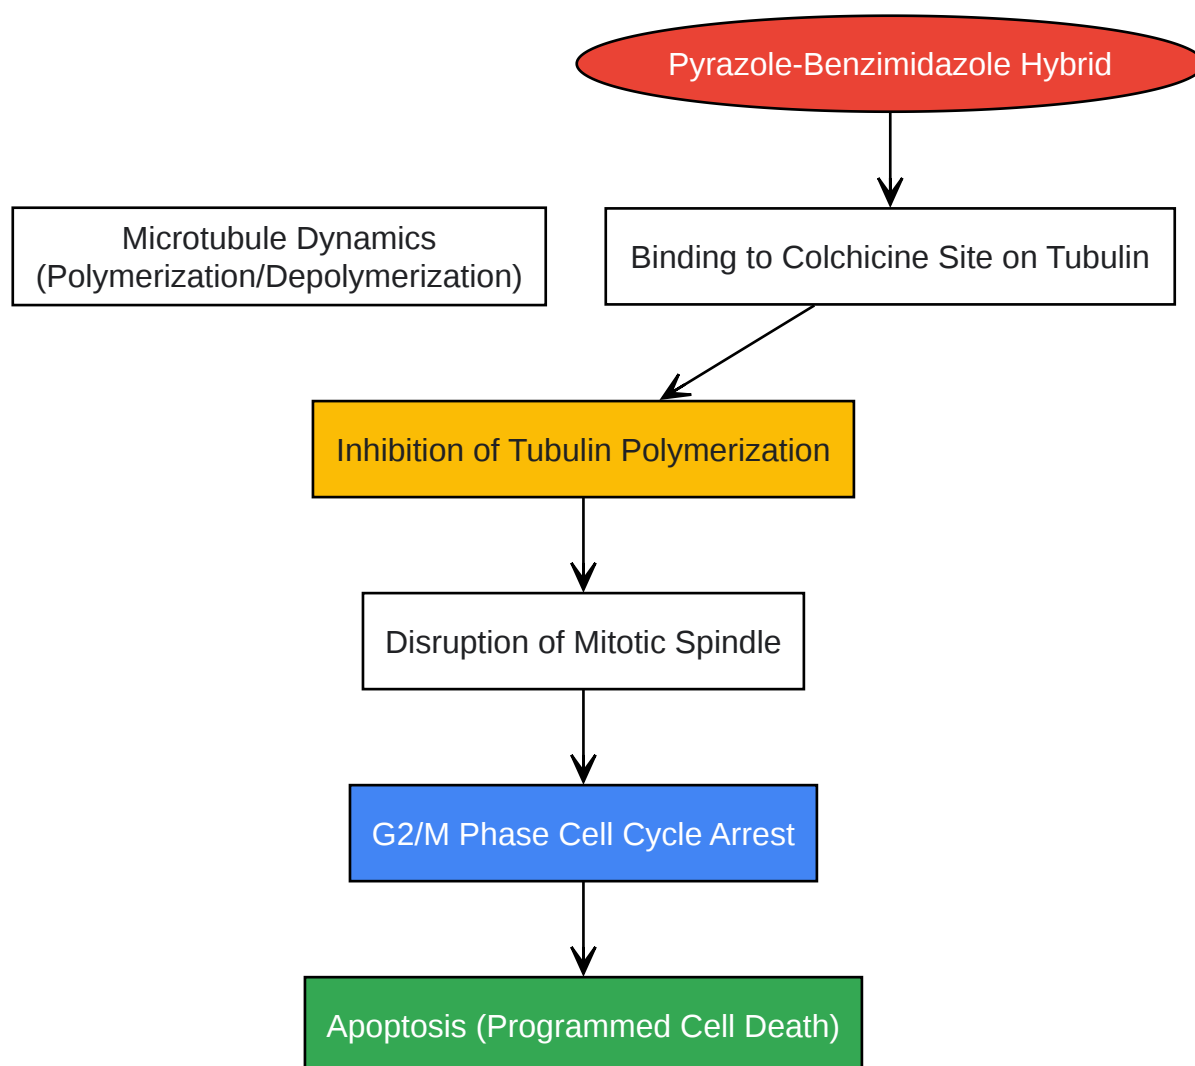 Pyrazole-Benzimidazole Hybrid
Microtubule Dynamics
(Polymerization/Depolymerization)
Binding to Colchicine Site on Tubulin
Inhibition of Tubulin Polymerization
Disruption of Mitotic Spindle
G2/M Phase Cell Cycle Arrest
Apoptosis (Programmed Cell Death)